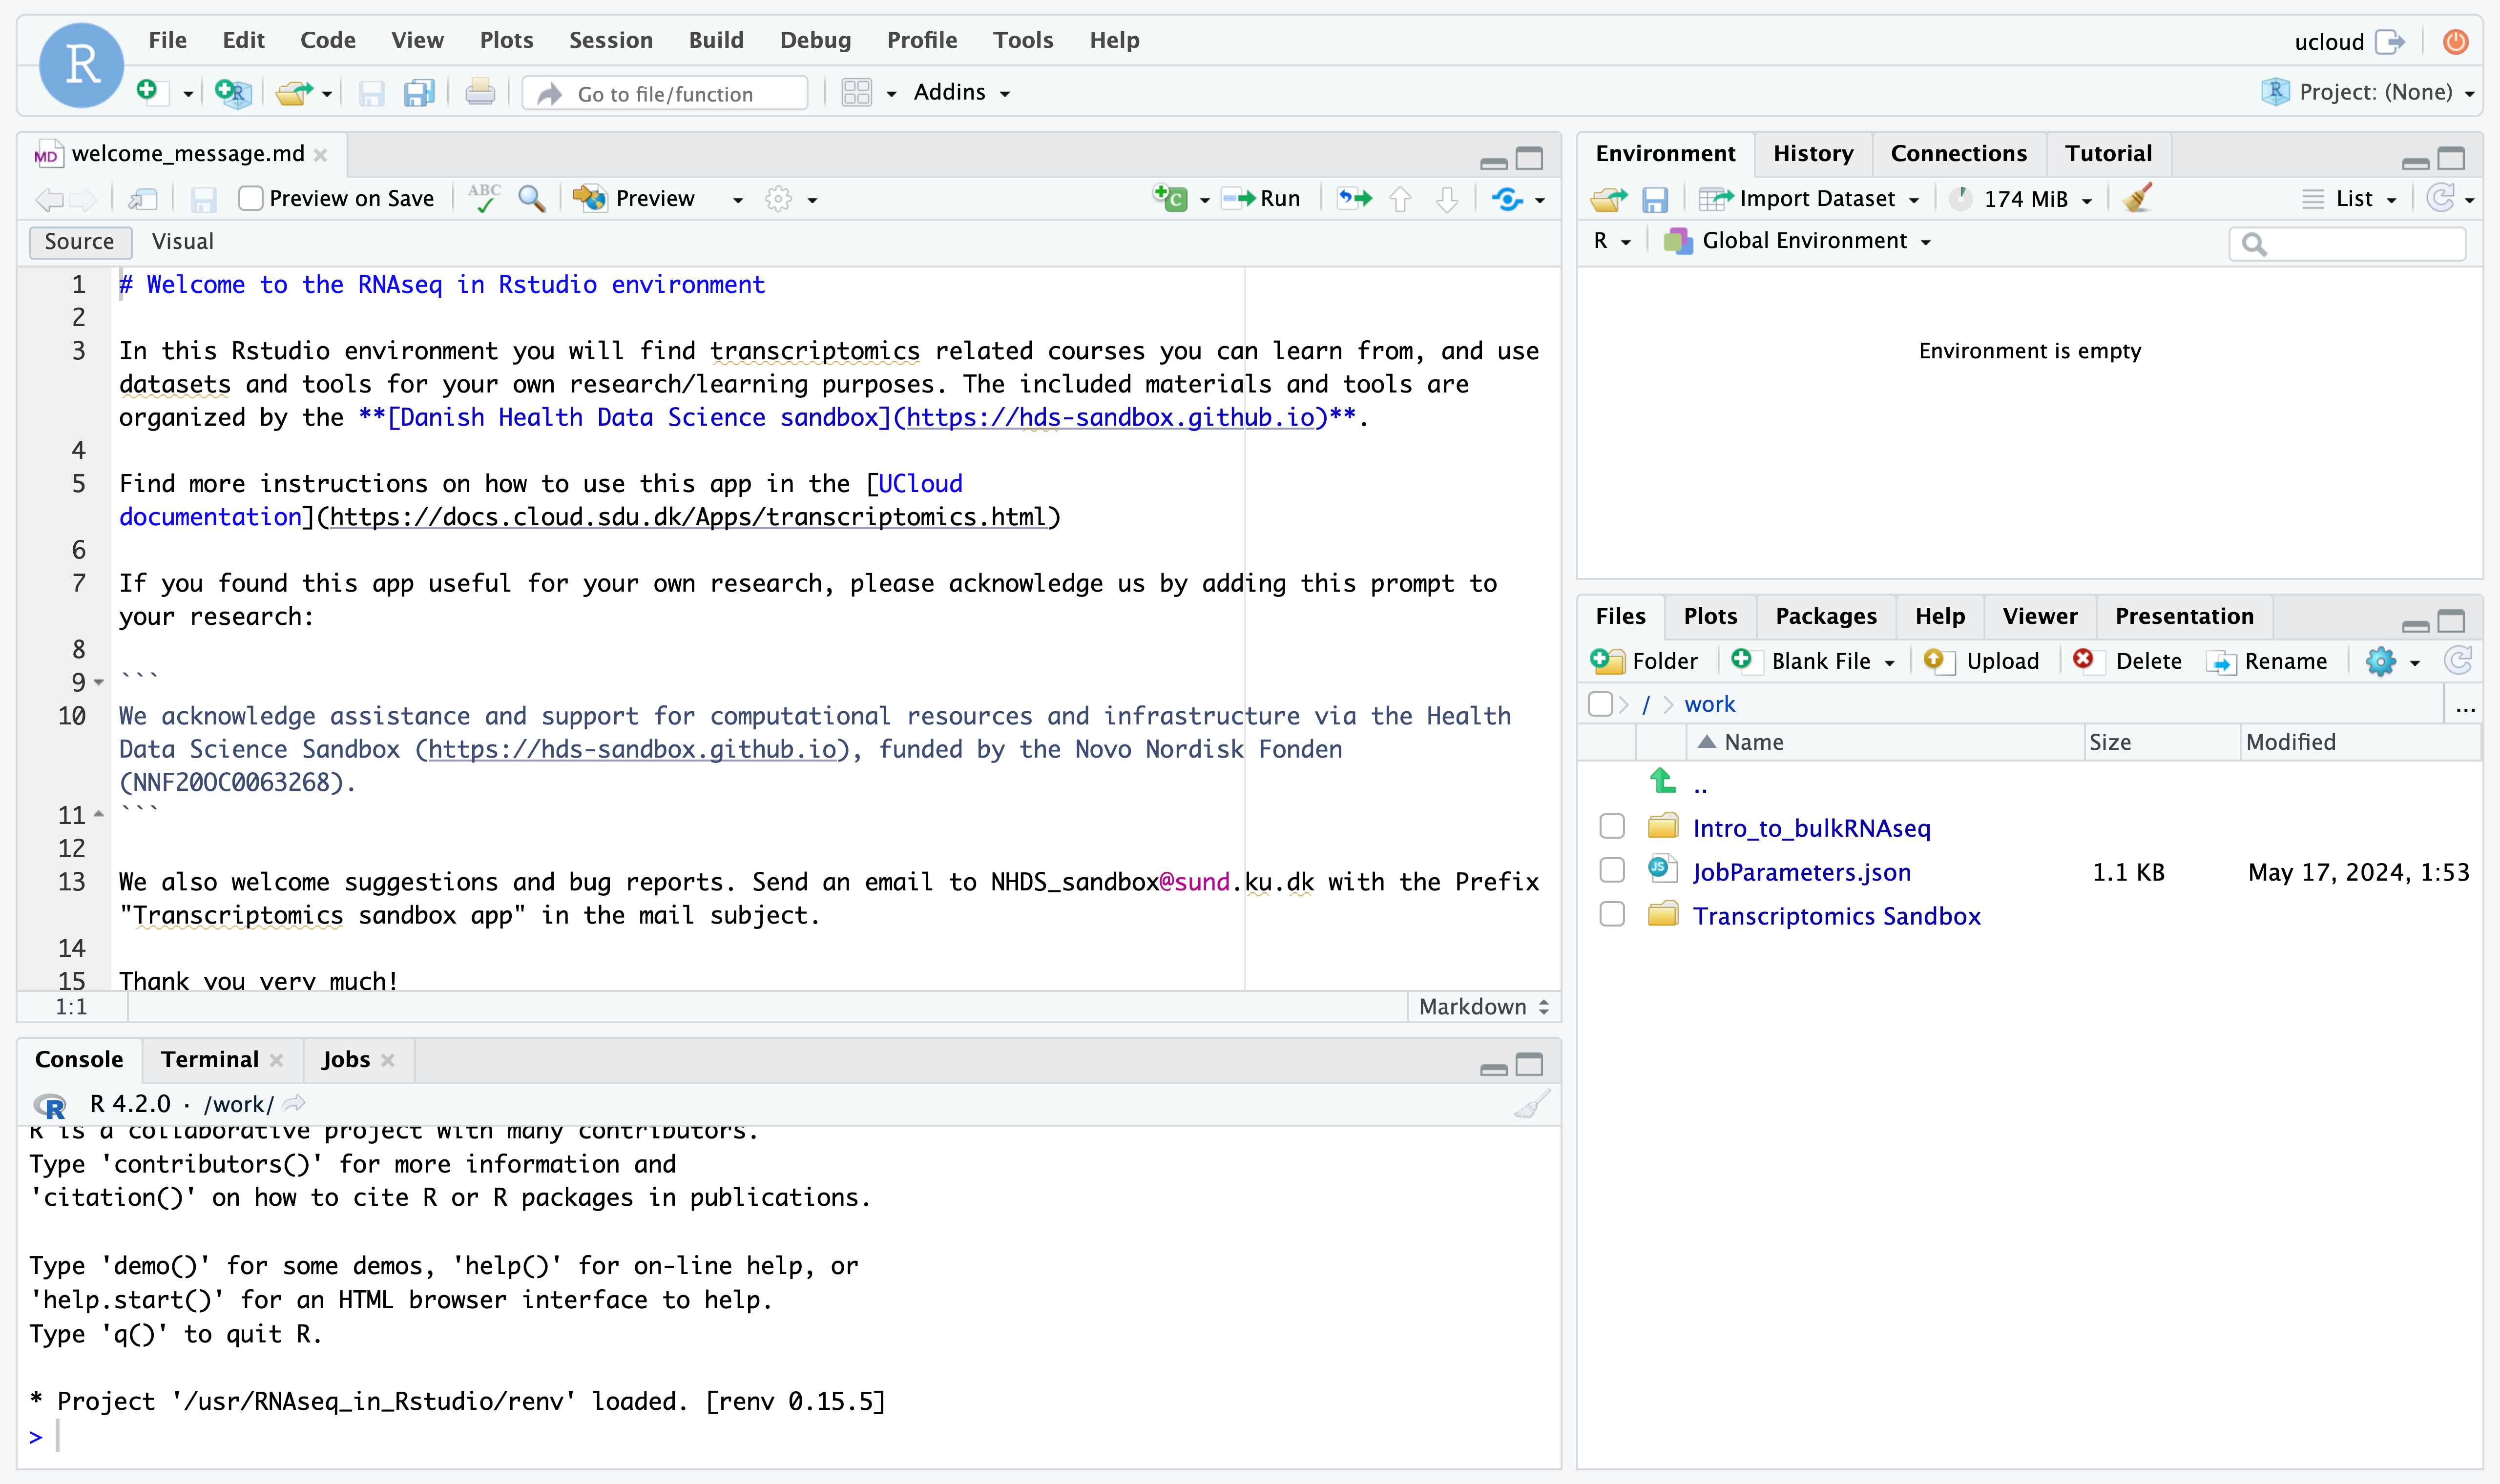 R
File Edit Code View Plots Session Build Debug Profile Tools Help
ucloud
Go to file/function
Addins
Project: (None)
welcome_message.md
Preview on Save
ABC
Preview
Run
Source Visual
1 # Welcome to the RNAseq in Rstudio environment
2
3 In this Rstudio environment you will find transcriptomics related courses you can learn from, and use
datasets and tools for your own research/learning purposes. The included materials and tools are
organized by the **[Danish Health Data Science sandbox](https://hds-sandbox.github.io)**.
4
5 Find more instructions on how to use this app in the [UCloud
documentation](https://docs.cloud.sdu.dk/Apps/transcriptomics.html)
6
7 If you found this app useful for your own research, please acknowledge us by adding this prompt to
your research:
8
9 ```
10 We acknowledge assistance and support for computational resources and infrastructure via the Health
Data Science Sandbox (https://hds-sandbox.github.io), funded by the Novo Nordisk Fonden
(NNF20OC0063268).
11 ```
12
13 We also welcome suggestions and bug reports. Send an email to NHDS_sandbox@sund.ku.dk with the Prefix
"Transcriptomics sandbox app" in the mail subject.
14
15 Thank you very much!
1:1
Markdown
Console Terminal Jobs
R 4.2.0 · /work/
R is a collaborative project with many contributors.
Type 'contributors()' for more information and
'citation()' on how to cite R or R packages in publications.
Type 'demo()' for some demos, 'help()' for on-line help, or
'help.start()' for an HTML browser interface to help.
Type 'q()' to quit R.
* Project '/usr/RNAseq_in_Rstudio/renv' loaded. [renv 0.15.5]
>
Environment History Connections Tutorial
Import Dataset
174 MiB
List
R
Global Environment
Environment is empty
Files Plots Packages Help Viewer Presentation
Folder Blank File Upload Delete Rename
/ > work
...
Name Size Modified
..
Intro_to_bulkRNAseq
JobParameters.json 1.1 KB May 17, 2024, 1:53
Transcriptomics Sandbox